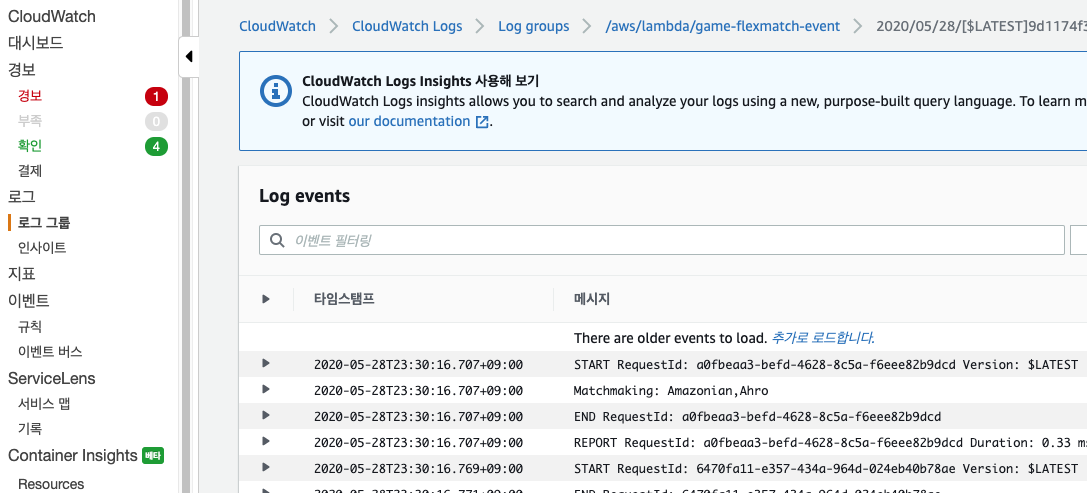 CloudWatch
대시보드
경보
경보 1
부족 0
확인 4
결제
로그
로그 그룹
인사이트
지표
이벤트
규칙
이벤트 버스
ServiceLens
서비스 맵
기록
Container Insights 베타
Resources
CloudWatch CloudWatch Logs Log groups /aws/lambda/game-flexmatch-event 2020/05/28/[$LATEST]9d1174f3
CloudWatch Logs Insights 사용해 보기
CloudWatch Logs insights allows you to search and analyze your logs using a new, purpose-built query language. To learn m
or visit our documentation.
Log events
이벤트 필터링
타임스탬프 메시지
There are older events to load. 추가로 로드합니다.
2020-05-28T23:30:16.707+09:00 START RequestId: a0fbeaa3-befd-4628-8c5a-f6eee82b9dcd Version: $LATEST
2020-05-28T23:30:16.707+09:00 Matchmaking: Amazonian,Ahro
2020-05-28T23:30:16.707+09:00 END RequestId: a0fbeaa3-befd-4628-8c5a-f6eee82b9dcd
2020-05-28T23:30:16.707+09:00 REPORT RequestId: a0fbeaa3-befd-4628-8c5a-f6eee82b9dcd Duration: 0.33 ms
2020-05-28T23:30:16.769+09:00 START RequestId: 6470fa11-e357-434a-964d-024eb40b78ae Version: $LATEST